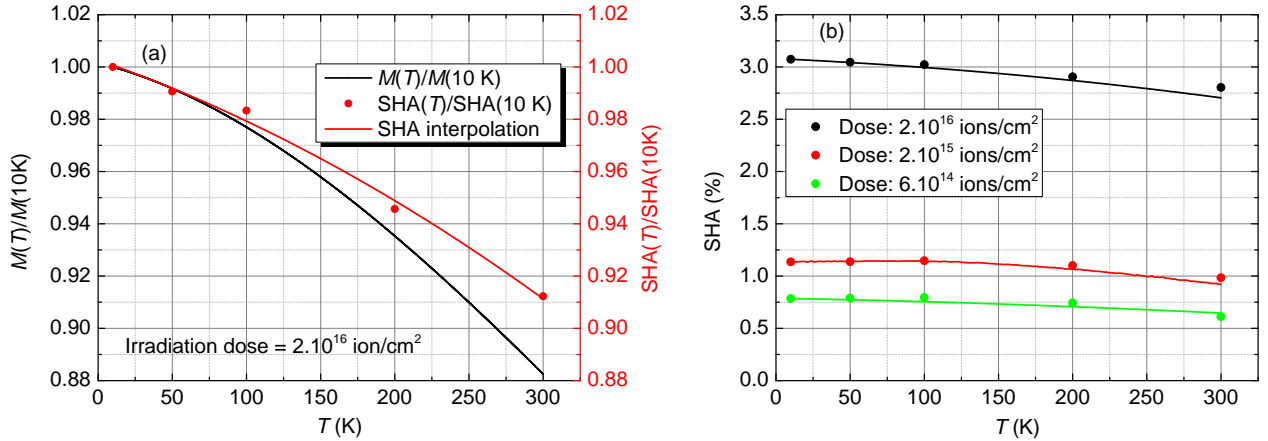 (a)
M(T)/M(10 K)
SHA(T)/SHA(10 K)
SHA interpolation
Irradiation dose = 2.10¹⁶ ion/cm²
1.02
1.00
0.98
0.96
0.94
0.92
0.90
0.88
M(T)/M(10K)
0 50 100 150 200 250 300
T (K)
1.02
1.00
0.98
0.96
0.94
0.92
0.90
0.88
SHA(T)/SHA(10K)
(b)
Dose: 2.10¹⁶ ions/cm²
Dose: 2.10¹⁵ ions/cm²
Dose: 6.10¹⁴ ions/cm²
3.5
3.0
2.5
2.0
1.5
1.0
0.5
0.0
SHA (%)
0 50 100 150 200 250 300
T (K)